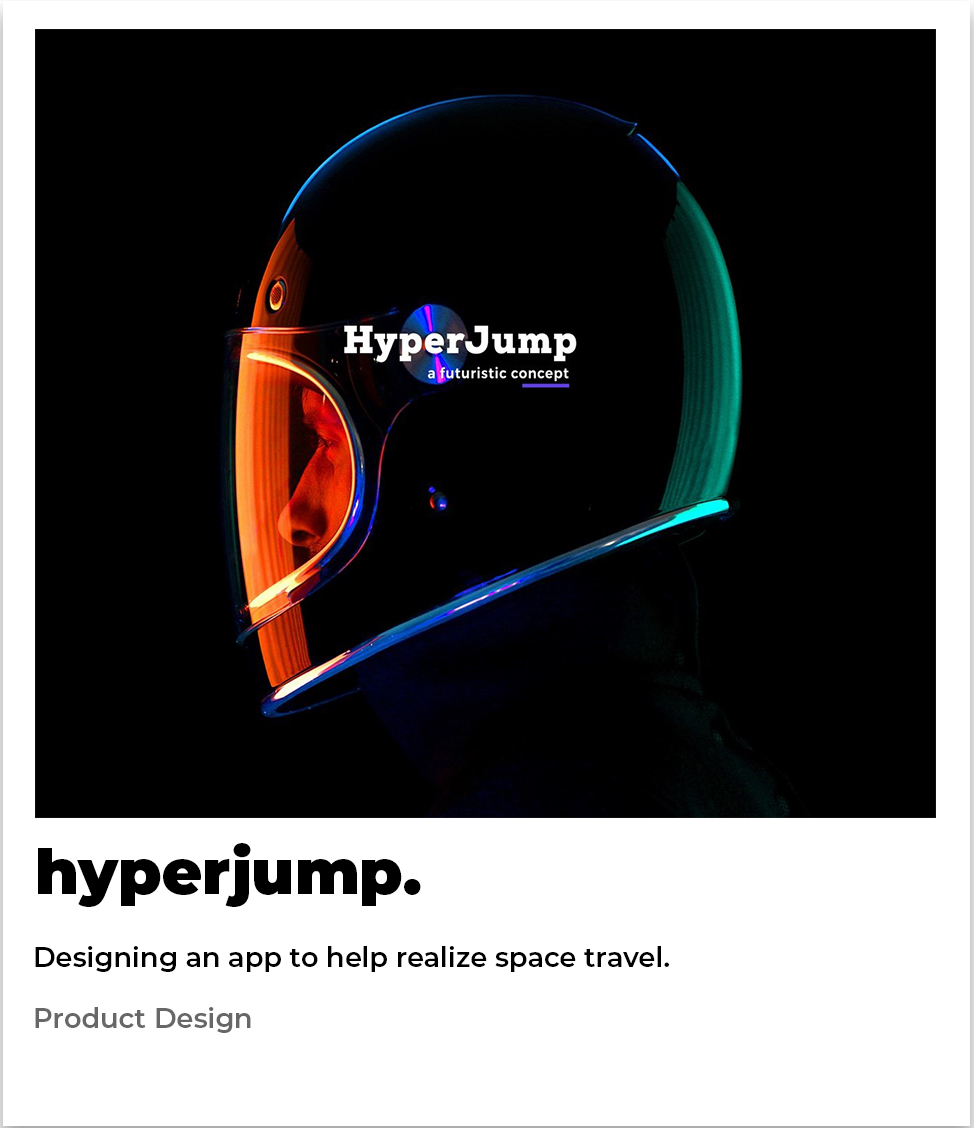 HyperJump
a futuristic concept
hyperjump.
Designing an app to help realize space travel.
Product Design